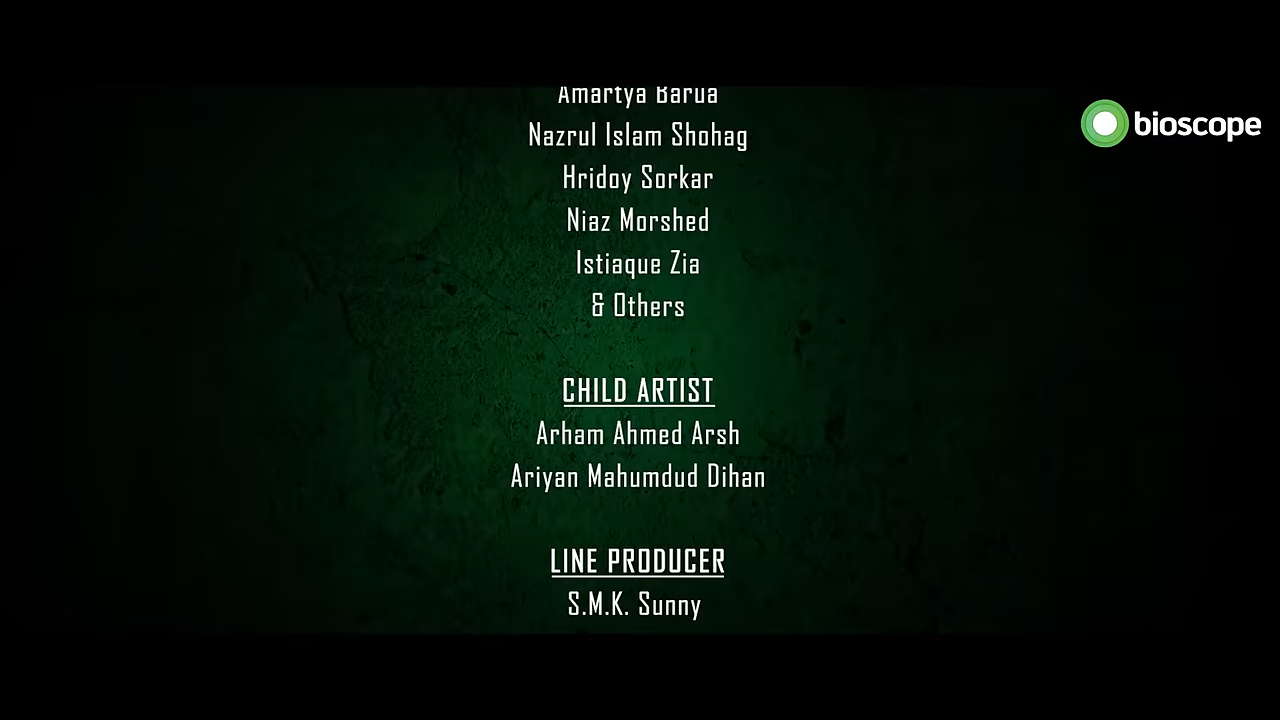 Amartya Barua
Nazrul Islam Shohag
Hridoy Sorkar
Niaz Morshed
Istiaque Zia
& Others
CHILD ARTIST
Arham Ahmed Arsh
Ariyan Mahumdud Dihan
LINE PRODUCER
S.M.K. Sunny
bioscope